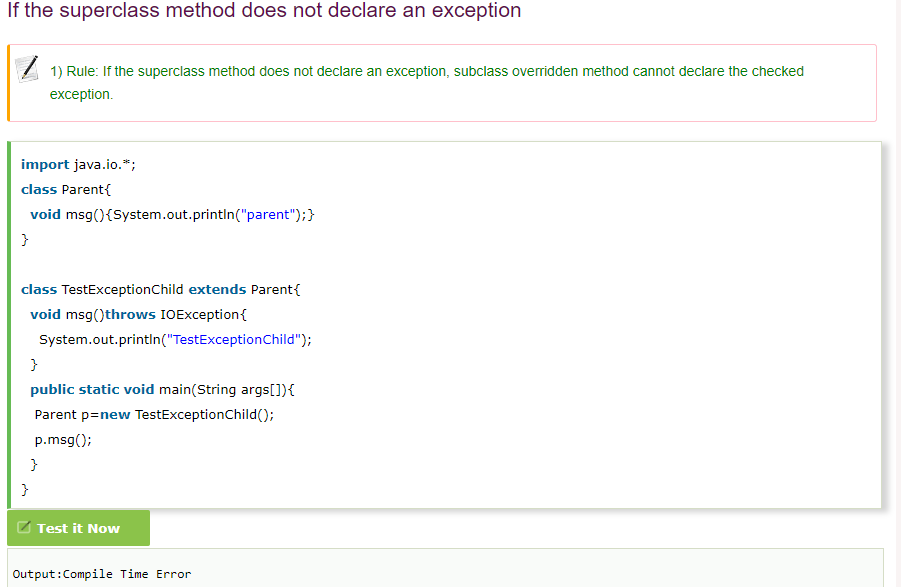 If the superclass method does not declare an exception
1) Rule: If the superclass method does not declare an exception, subclass overridden method cannot declare the checked
exception.
import java.io.*;
class Parent{
  void msg(){System.out.println("parent");}
}
class TestExceptionChild extends Parent{
  void msg()throws IOException{
    System.out.println("TestExceptionChild");
  }
  public static void main(String args[]){
   Parent p=new TestExceptionChild();
   p.msg();
  }
}
Test it Now
Output:Compile Time Error